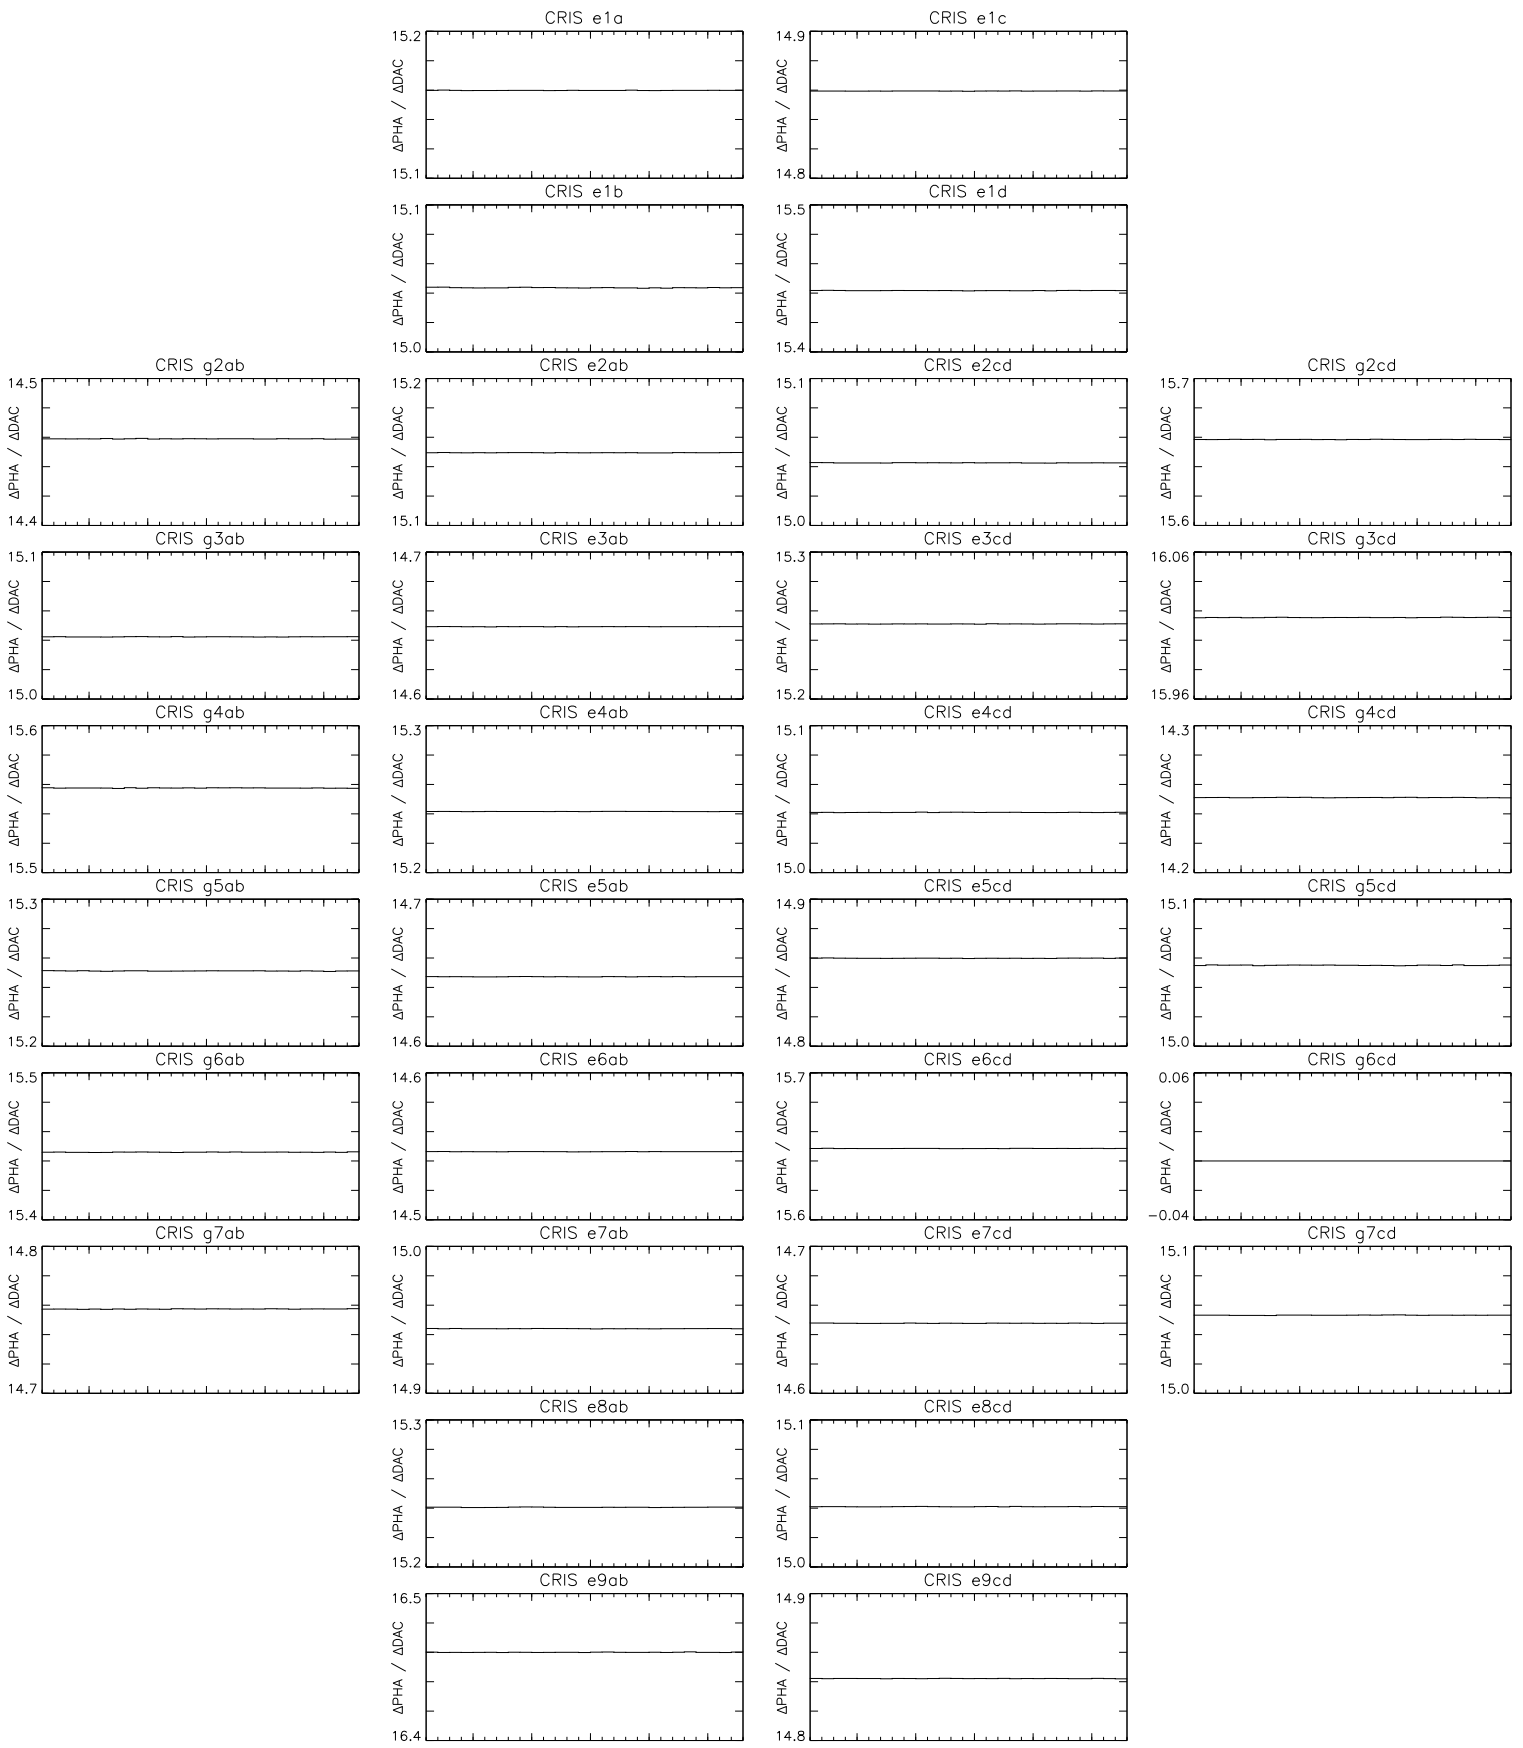 CRIS e1a
15.2
ΔPHA / ΔDAC
15.1
CRIS e1c
14.9
ΔPHA / ΔDAC
14.8
CRIS e1b
15.1
ΔPHA / ΔDAC
15.0
CRIS e1d
15.5
ΔPHA / ΔDAC
15.4
CRIS g2ab
14.5
ΔPHA / ΔDAC
14.4
CRIS e2ab
15.2
ΔPHA / ΔDAC
15.1
CRIS e2cd
15.1
ΔPHA / ΔDAC
15.0
CRIS g2cd
15.7
ΔPHA / ΔDAC
15.6
CRIS g3ab
15.1
ΔPHA / ΔDAC
15.0
CRIS e3ab
14.7
ΔPHA / ΔDAC
14.6
CRIS e3cd
15.3
ΔPHA / ΔDAC
15.2
CRIS g3cd
16.06
ΔPHA / ΔDAC
15.96
CRIS g4ab
15.6
ΔPHA / ΔDAC
15.5
CRIS e4ab
15.3
ΔPHA / ΔDAC
15.2
CRIS e4cd
15.1
ΔPHA / ΔDAC
15.0
CRIS g4cd
14.3
ΔPHA / ΔDAC
14.2
CRIS g5ab
15.3
ΔPHA / ΔDAC
15.2
CRIS e5ab
14.7
ΔPHA / ΔDAC
14.6
CRIS e5cd
14.9
ΔPHA / ΔDAC
14.8
CRIS g5cd
15.1
ΔPHA / ΔDAC
15.0
CRIS g6ab
15.5
ΔPHA / ΔDAC
15.4
CRIS e6ab
14.6
ΔPHA / ΔDAC
14.5
CRIS e6cd
15.7
ΔPHA / ΔDAC
15.6
CRIS g6cd
0.06
ΔPHA / ΔDAC
-0.04
CRIS g7ab
14.8
ΔPHA / ΔDAC
14.7
CRIS e7ab
15.0
ΔPHA / ΔDAC
14.9
CRIS e7cd
14.7
ΔPHA / ΔDAC
14.6
CRIS g7cd
15.1
ΔPHA / ΔDAC
15.0
CRIS e8ab
15.3
ΔPHA / ΔDAC
15.2
CRIS e8cd
15.1
ΔPHA / ΔDAC
15.0
CRIS e9ab
16.5
ΔPHA / ΔDAC
16.4
CRIS e9cd
14.9
ΔPHA / ΔDAC
14.8